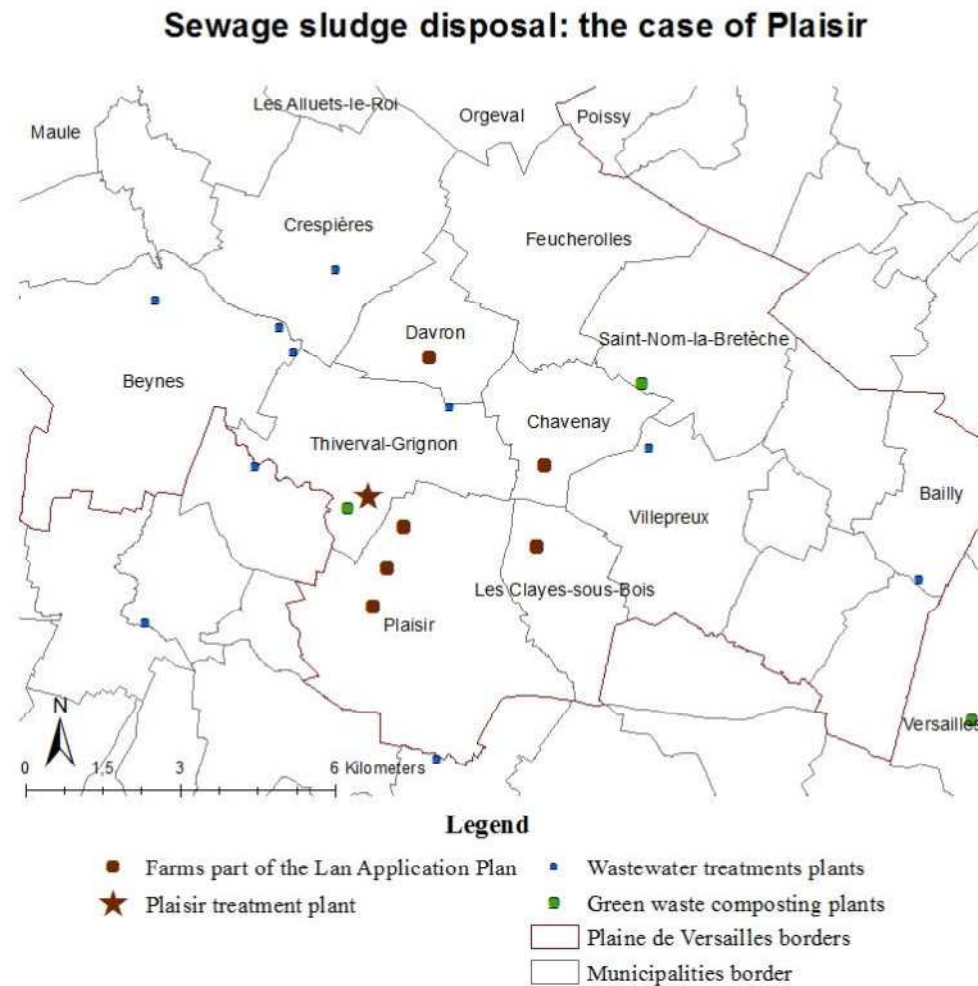 Sewage sludge disposal: the case of Plaisir
Les Alluets-le-Roi
Orgeval
Poissy
Maule
Crespières
Feucherolles
Davron
Saint-Nom-la-Bretèche
Beynes
Chavenay
Thiverval-Grignon
Bailly
Villepreux
Les Clayes-sous-Bois
Plaisir
N
Versailles
0 1,5 3 6 Kilometers
Legend
Farms part of the Lan Application Plan
Wastewater treatments plants
Plaisir treatment plant
Green waste composting plants
Plaine de Versailles borders
Municipalities border